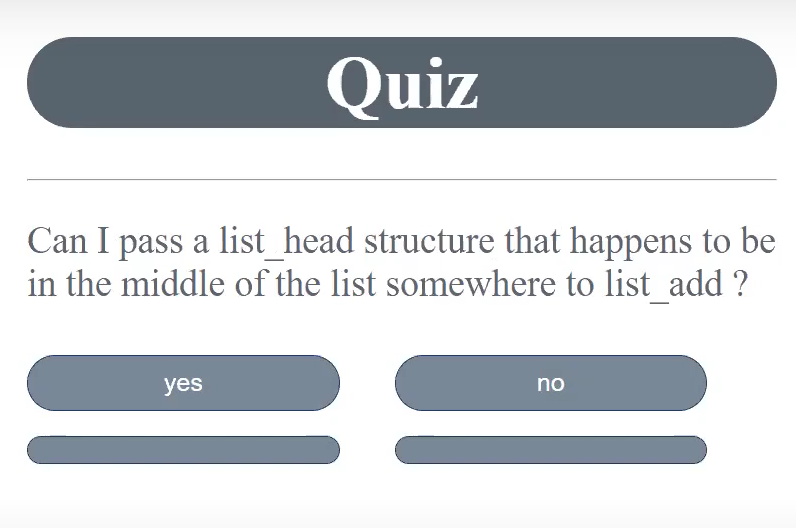 Quiz
Can I pass a list_head structure that happens to be
in the middle of the list somewhere to list_add ?
yes
no